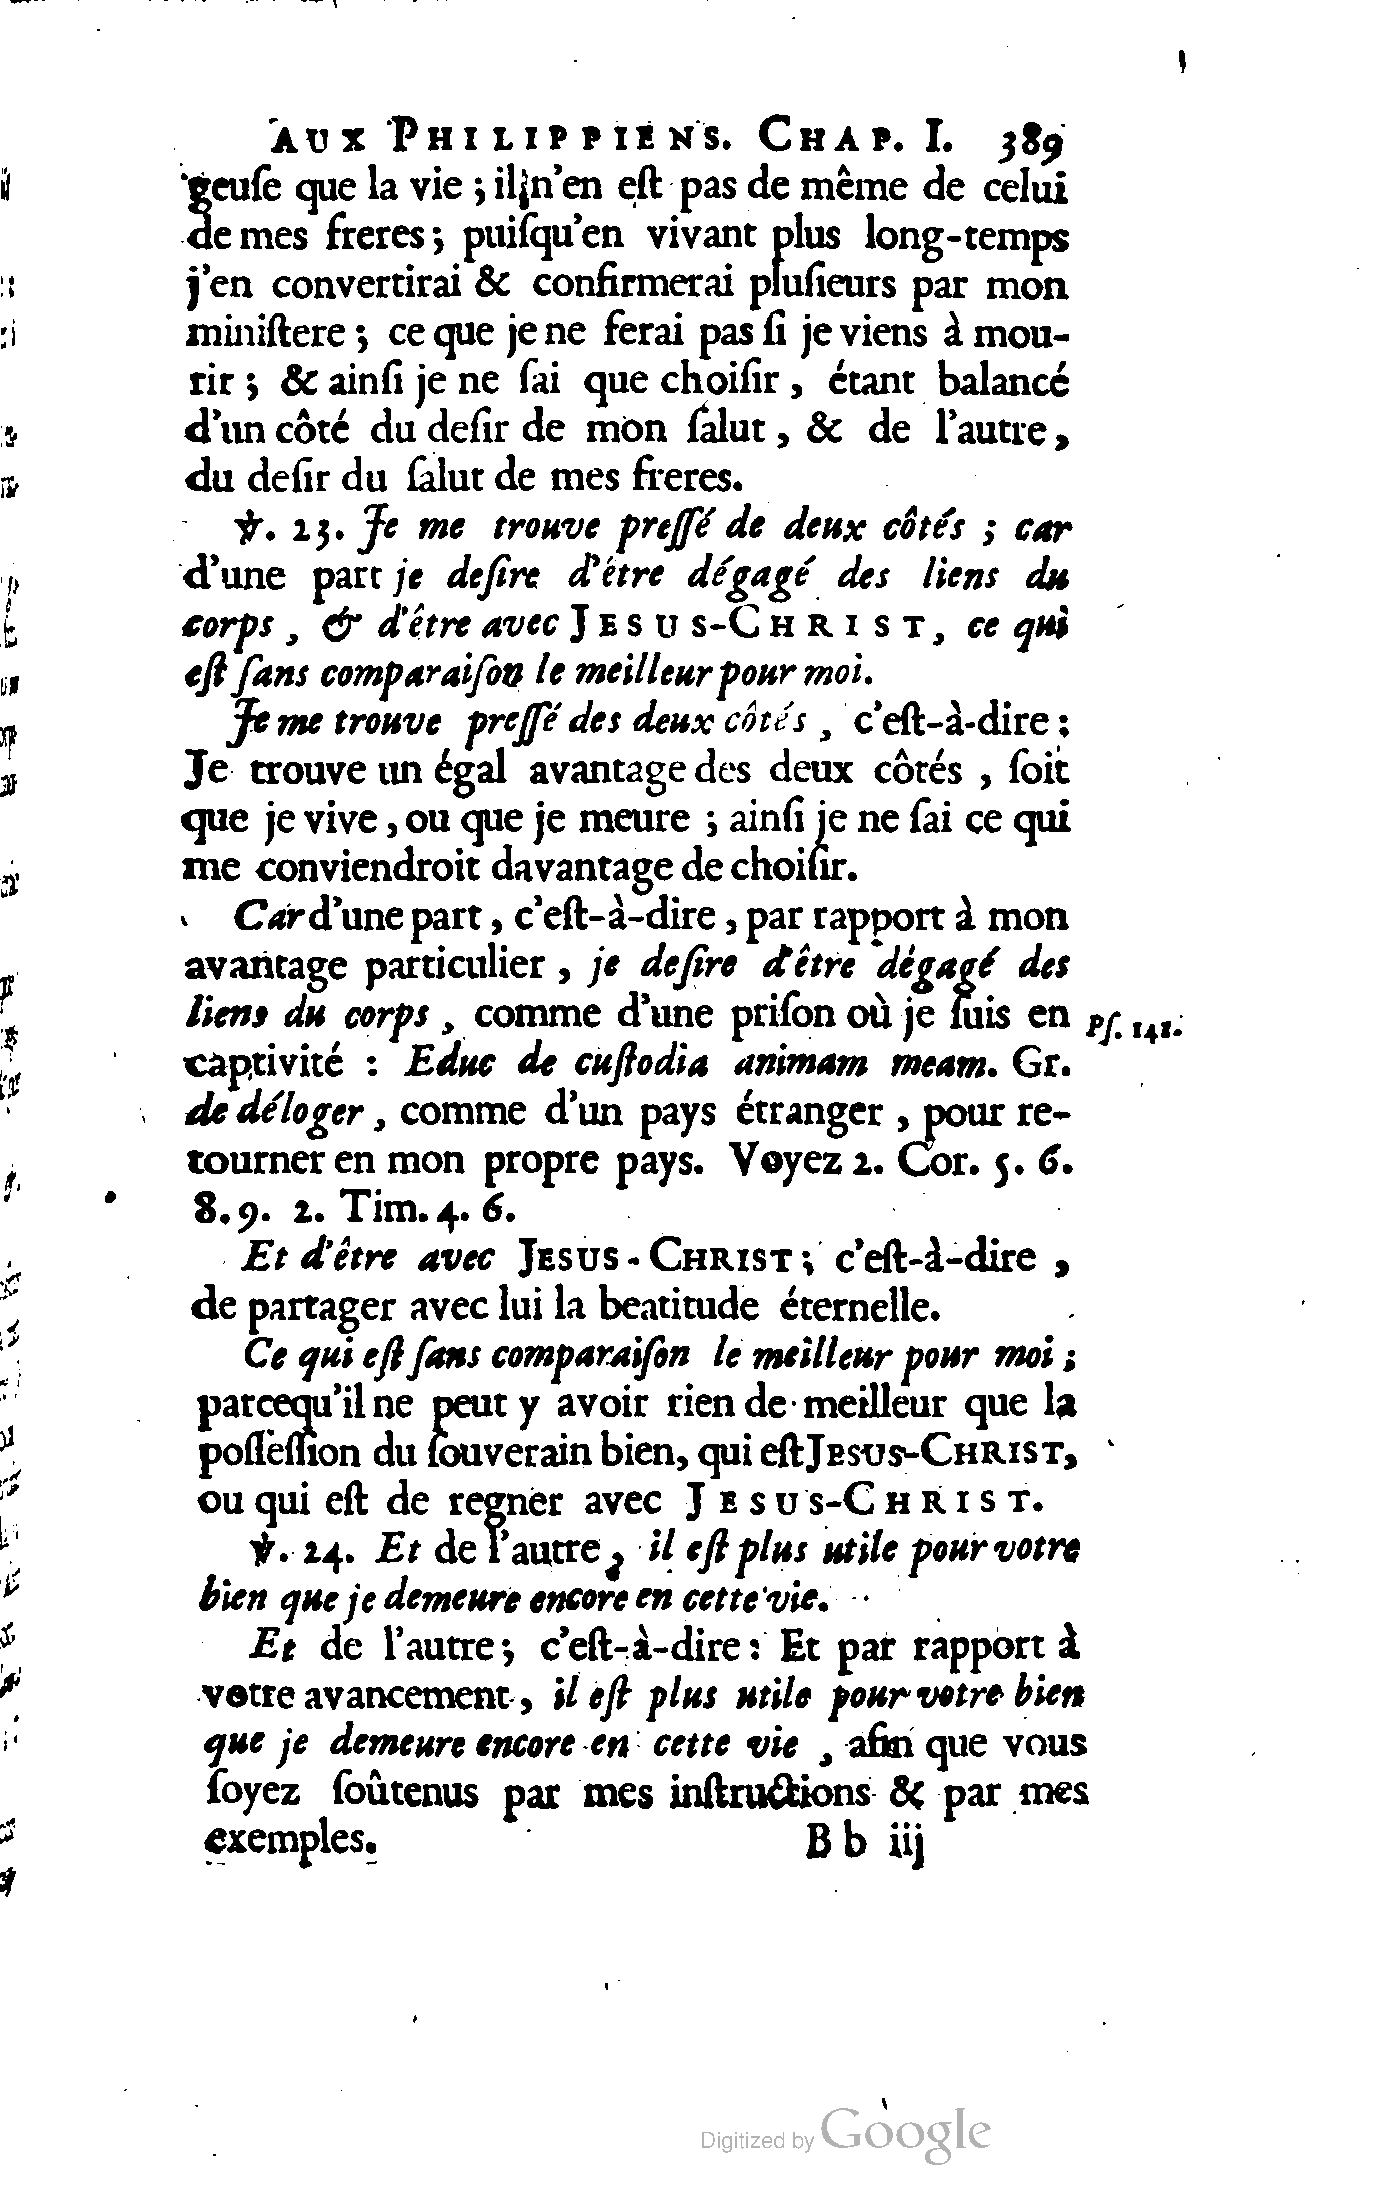 AUX PHILIPPIENS. CHAP. I. 389
geuſe que la vie ; il n'en eſt pas de même de celui
de mes freres ; puiſqu'en vivant plus long-temps
j'en convertirai & confirmerai pluſieurs par mon
miniſtere ; ce que je ne ferai pas ſi je viens à mou-
rir ; & ainſi je ne ſai que choiſir , étant balancé
d'un côté du deſir de mon ſalut , & de l'autre ,
du deſir du ſalut de mes freres.
℣. 23. Je me trouve preſſé de deux côtés ; car
d'une part je deſire d'être dégagé des liens du
corps , & d'être avec JESUS-CHRIST, ce qui
eſt ſans comparaiſon le meilleur pour moi.
Je me trouve preſſé des deux côtés , c'eſt-à-dire :
Je trouve un égal avantage des deux côtés , ſoit
que je vive , ou que je meure ; ainſi je ne ſai ce qui
me conviendroit davantage de choiſir.
Car d'une part , c'eſt-à-dire , par rapport à mon
avantage particulier , je deſire d'être dégagé des
liens du corps , comme d'une priſon où je ſuis en
Pſ. 141.
captivité : Educ de cuſtodia animam meam. Gr.
de déloger , comme d'un pays étranger , pour re-
tourner en mon propre pays. Voyez 2. Cor. 5. 6.
8. 9. 2. Tim. 4. 6.
Et d'être avec JESUS-CHRIST ; c'eſt-à-dire ,
de partager avec lui la beatitude éternelle.
Ce qui eſt ſans comparaiſon le meilleur pour moi ;
parcequ'il ne peut y avoir rien de meilleur que la
poſſeſſion du ſouverain bien, qui eſt JESUS-CHRIST,
ou qui eſt de regner avec JESUS-CHRIST.
℣. 24. Et de l'autre , il eſt plus utile pour votre
bien que je demeure encore en cette vie.
Et de l'autre ; c'eſt-à-dire : Et par rapport à
votre avancement , il eſt plus utile pour votre bien
que je demeure encore en cette vie , afin que vous
ſoyez ſoûtenus par mes inſtructions & par mes
exemples. B b iij
Digitized by Google